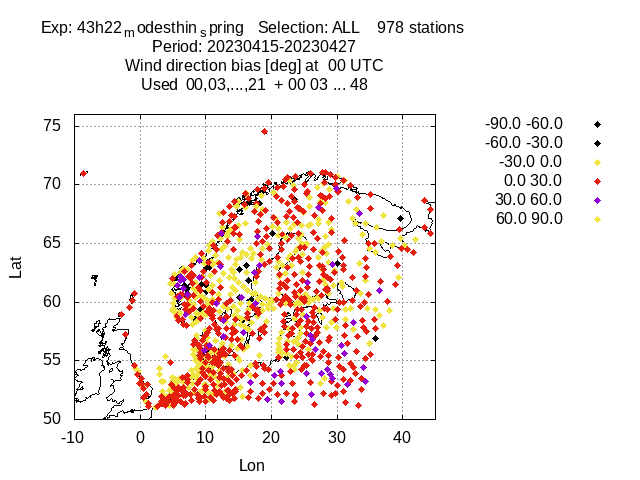 Exp: 43h22modesthinspring Selection: ALL 978 stations
Period: 20230415-20230427
Wind direction bias [deg] at 00 UTC
Used 00,03,...,21 + 00 03 ... 48
-90.0 -60.0
-60.0 -30.0
-30.0 0.0
0.0 30.0
30.0 60.0
60.0 90.0
75
70
65
60
55
50
Lat
-10 0 10 20 30 40
Lon